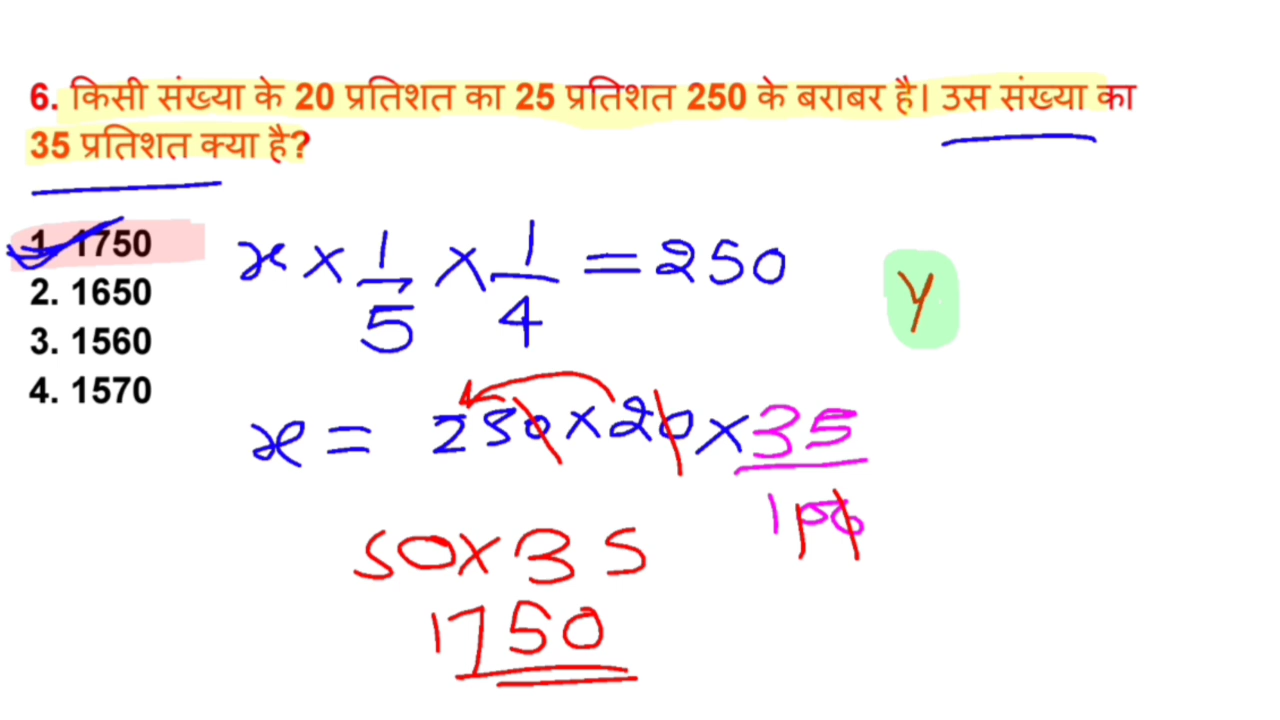 6. किसी संख्या के 20 प्रतिशत का 25 प्रतिशत 250 के बराबर है। उस संख्या का
35 प्रतिशत क्या है?
1. 1750
2. 1650
3. 1560
4. 1570
x × 1/5 × 1/4 = 250
y
x = 250 × 20 × 35/100
50 × 35
1750